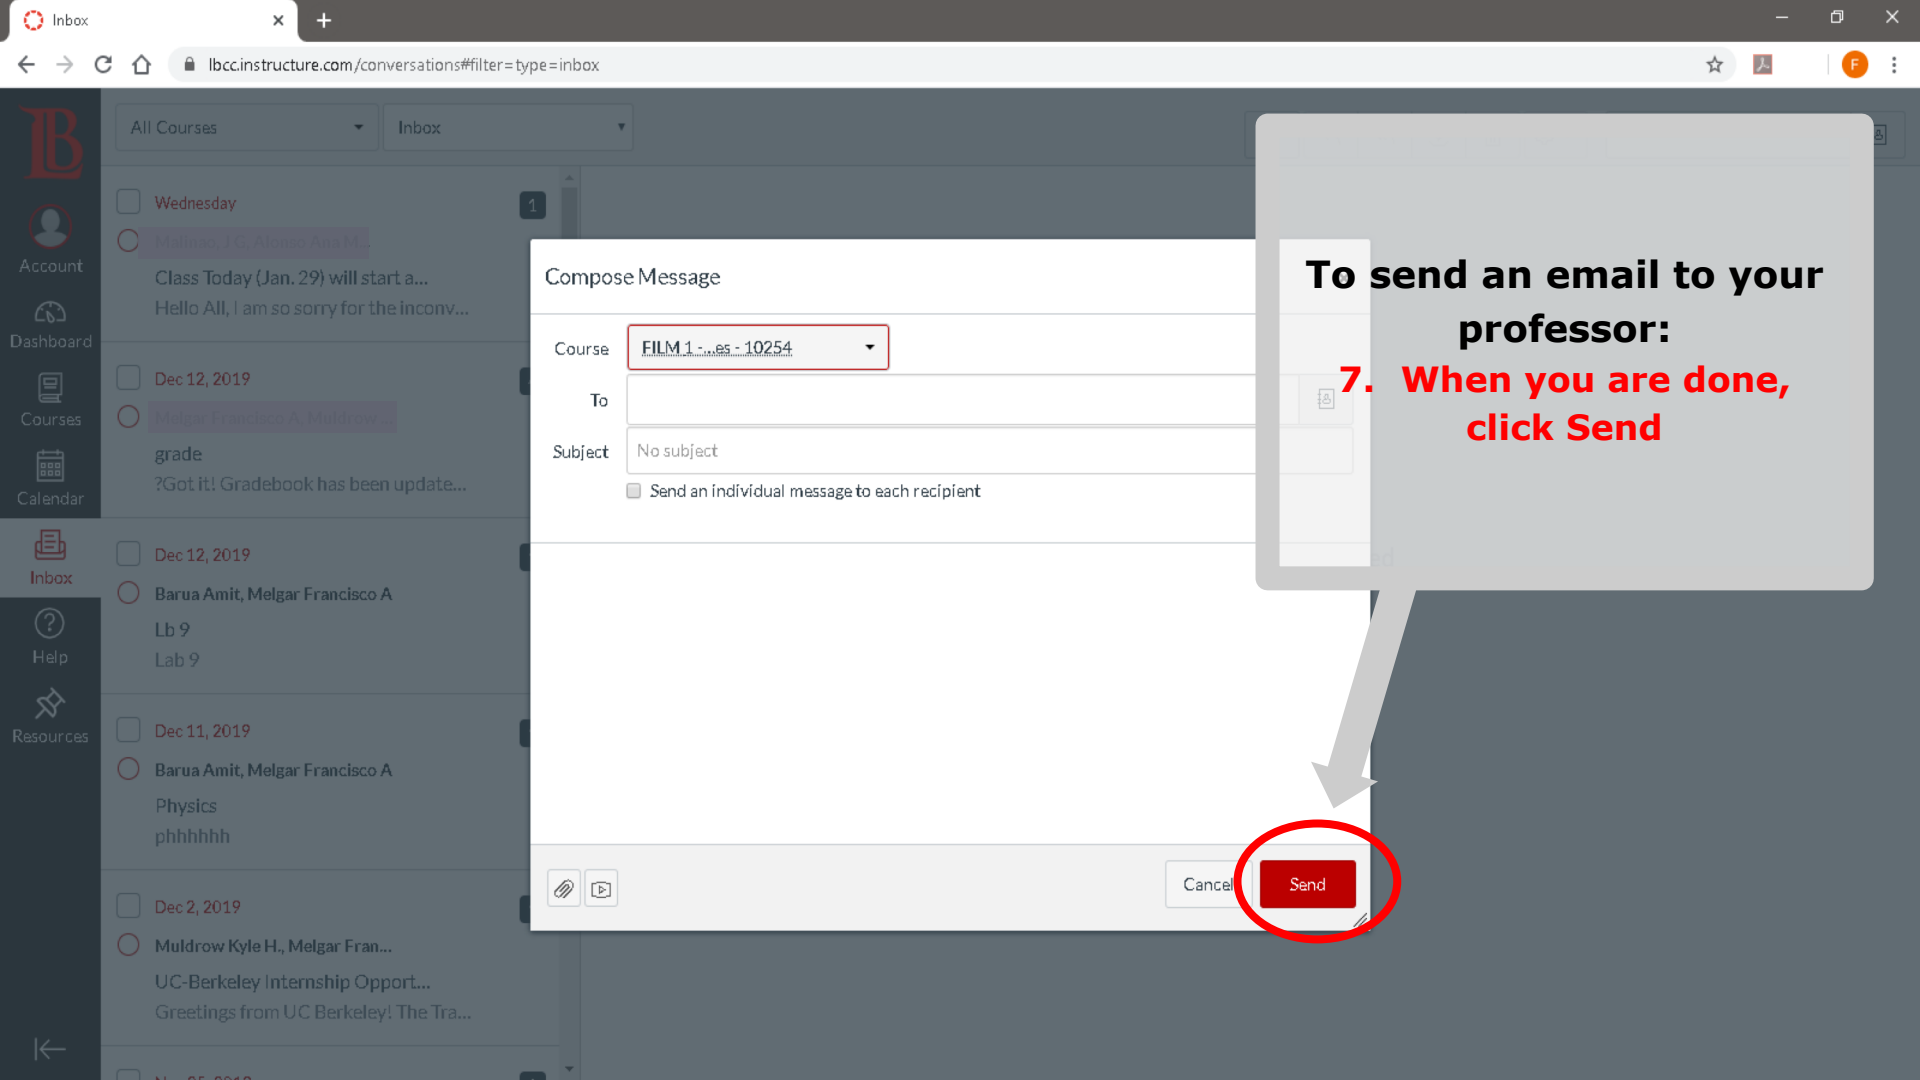 Inbox
lbcc.instructure.com/conversations#filter=type=inbox
F
LB
All Courses
Inbox
Account
Dashboard
Courses
Calendar
Inbox
Help
Resources
Wednesday
1
Class Today (Jan. 29) will start a...
Hello All, I am so sorry for the inconv...
Dec 12, 2019
Melgar Francisco A, Muldrow ...
grade
?Got it! Gradebook has been update...
Dec 12, 2019
Barua Amit, Melgar Francisco A
Lb 9
Lab 9
Dec 11, 2019
Barua Amit, Melgar Francisco A
Physics
phhhhhh
Dec 2, 2019
Muldrow Kyle H., Melgar Fran...
UC-Berkeley Internship Opport...
Greetings from UC Berkeley! The Tra...
Compose Message
Course
FILM 1 -...es - 10254
To
Subject
No subject
Send an individual message to each recipient
Cancel
Send
To send an email to your
professor:
7. When you are done,
click Send